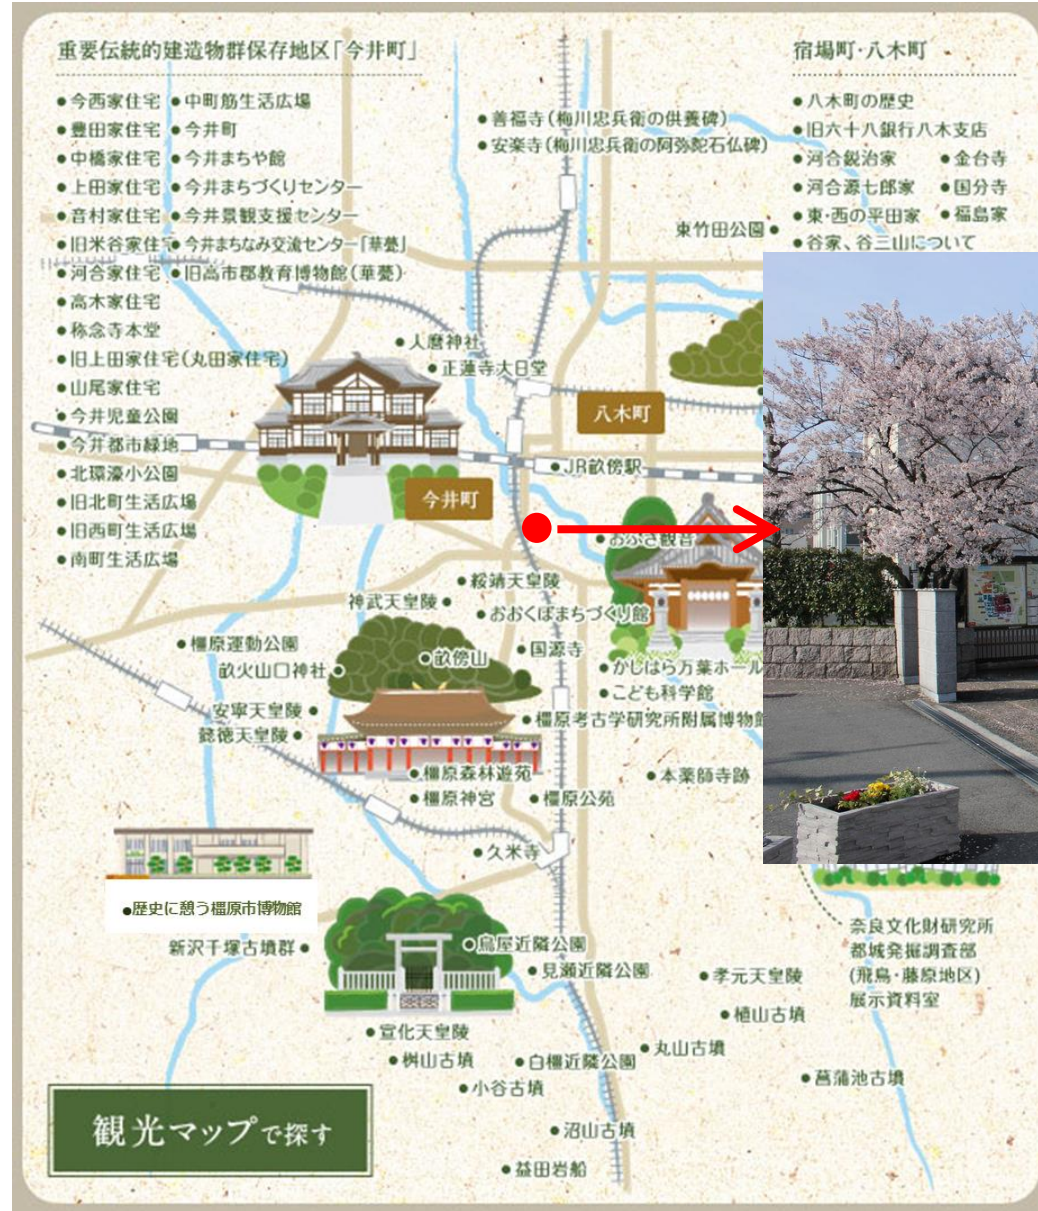 重要伝統的建造物群保存地区「今井町」
●今西家住宅 ●中町筋生活広場
●豊田家住宅 ●今井町
●中橋家住宅 ●今井まちや館
●上田家住宅 ●今井まちづくりセンター
●音村家住宅 ●今井景観支援センター
●旧米谷家住宅 ●今井まちなみ交流センター「華甍」
●河合家住宅 ●旧高市郡教育博物館(華甍)
●高木家住宅
●称念寺本堂
●旧上田家住宅(丸田家住宅)
●山尾家住宅
●今井児童公園
●今井都市緑地
●北環濠小公園
●旧北町生活広場
●旧西町生活広場
●南町生活広場
宿場町・八木町
●八木町の歴史
●旧六十八銀行八木支店
●河合鋭治家 ●金台寺
●河合源七郎家 ●国分寺
●東・西の平田家 ●福島家
●谷家、谷三山について
●善福寺(梅川忠兵衛の供養碑)
●安楽寺(梅川忠兵衛の阿弥陀石仏碑)
東竹田公園●
●人麿神社
●正蓮寺大日堂
八木町
●JR畝傍駅
今井町
●おふさ観音
●綏靖天皇陵
神武天皇陵●
●おおくぼまちづくり館
●橿原運動公園
●畝傍山
●国源寺
畝火山口神社●
●かしはら万葉ホール
●こども科学館
安寧天皇陵●
●橿原考古学研究所附属博物館
懿徳天皇陵●
●橿原森林遊苑
●本薬師寺跡
●橿原神宮
●橿原公苑
●久米寺
●歴史に憩う橿原市博物館
新沢千塚古墳群●
●鳥屋近隣公園
●見瀬近隣公園
奈良文化財研究所
都城発掘調査部
(飛鳥・藤原地区)
展示資料室
●孝元天皇陵
●植山古墳
●宣化天皇陵
●桝山古墳
●白橿近隣公園
●丸山古墳
●小谷古墳
●菖蒲池古墳
●沼山古墳
●益田岩船
観光マップで探す